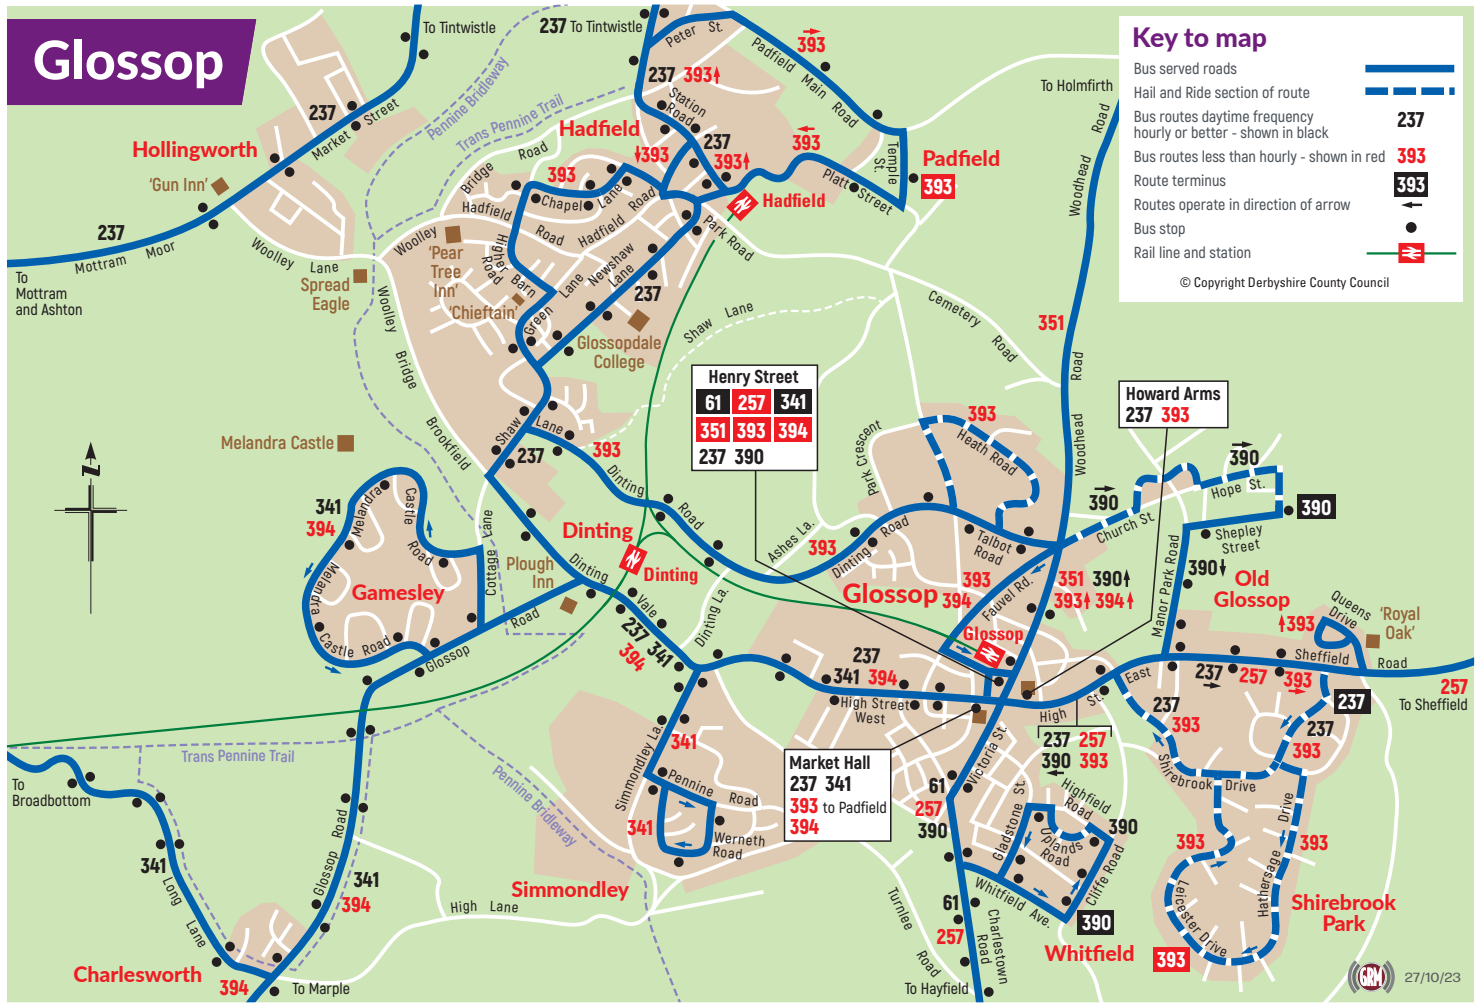 Glossop
To Tintwistle
237 To Tintwistle
Peter St.
393
Padfield Main Road
237 393
Station Road
Hadfield
237
Market Street
Hollingworth
'Gun Inn'
Pennine Bridleway
Trans Pennine Trail
Bridge Road
393
393
237
393
393
Temple St.
Padfield
393
Platt Street
Hadfield
Chapel Lane
Hadfield Road
Hadfield Road
Park Road
237
Mottram Moor
To
Mottram
and Ashton
Woolley Lane
Spread
Eagle
Woolley
'Pear
Tree
Inn'
'Chieftain'
Higher Barn Road
Green Lane
Newshaw Lane
237
Glossopdale
College
Shaw Lane
Woolley Bridge
Brookfield
Melandra Castle
To Holmfirth
Woodhead Road
Cemetery Road
351
Woodhead Road
Key to map
Bus served roads
Hail and Ride section of route
Bus routes daytime frequency
hourly or better - shown in black
237
Bus routes less than hourly - shown in red
393
Route terminus
393
Routes operate in direction of arrow
Bus stop
Rail line and station
© Copyright Derbyshire County Council
Henry Street
61 257 341
351 393 394
237 390
Howard Arms
237 393
N
Shaw Lane
237
393
Dinting Road
Park Crescent
393
Heath Road
390
390
Hope St.
390
Church St.
Shepley
Street
390
Manor Park Road
341
394
Melandra
Castle
Road
Melandra
Castle Road
Gamesley
Cottage Lane
Plough
Inn
Dinting
Dinting
Dinting
Vale
Glossop Road
237 341
394
Dinting La.
Ashes La.
393
Dinting Road
Talbot
Road
Glossop
393
394
Fauvel Rd.
351 390
393 394
Glossop
Old
Glossop
393
Queens
Drive
'Royal
Oak'
Sheffield Road
237
257
393
257
To Sheffield
237
237
393
237
393
East
High St.
237
341 394
High Street
West
237 257
390 393
Victoria St.
Market Hall
237 341
393 to Padfield
394
61
257
390
Gladstone St.
Highfield
Road
Uplands
Road
390
Cliffe Road
Whitfield Ave.
390
Whitfield
61
257
Charlestown
Road
To Hayfield
Turnlee Road
Shirebrook Drive
393
393
Hathersage Drive
Leicester Drive
393
Shirebrook
Park
Simmondley La.
341
Pennine Road
341
Werneth
Road
Simmondley
High Lane
Pennine Bridleway
Trans Pennine Trail
To
Broadbottom
341
Long Lane
Glossop Road
341
394
Charlesworth
394
To Marple
GRM
27/10/23